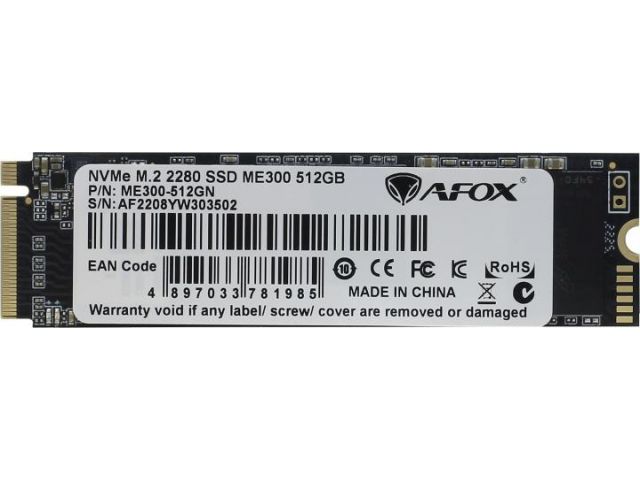 NVMe M.2 2280 SSD ME300 512GB
P/N: ME300-512GN
S/N: AF2208YW303502
AFOX
EAN Code
4 897033 781985
10 CE FC RoHS
MADE IN CHINA
Warranty void if any label/ screw/ cover are removed or damaged